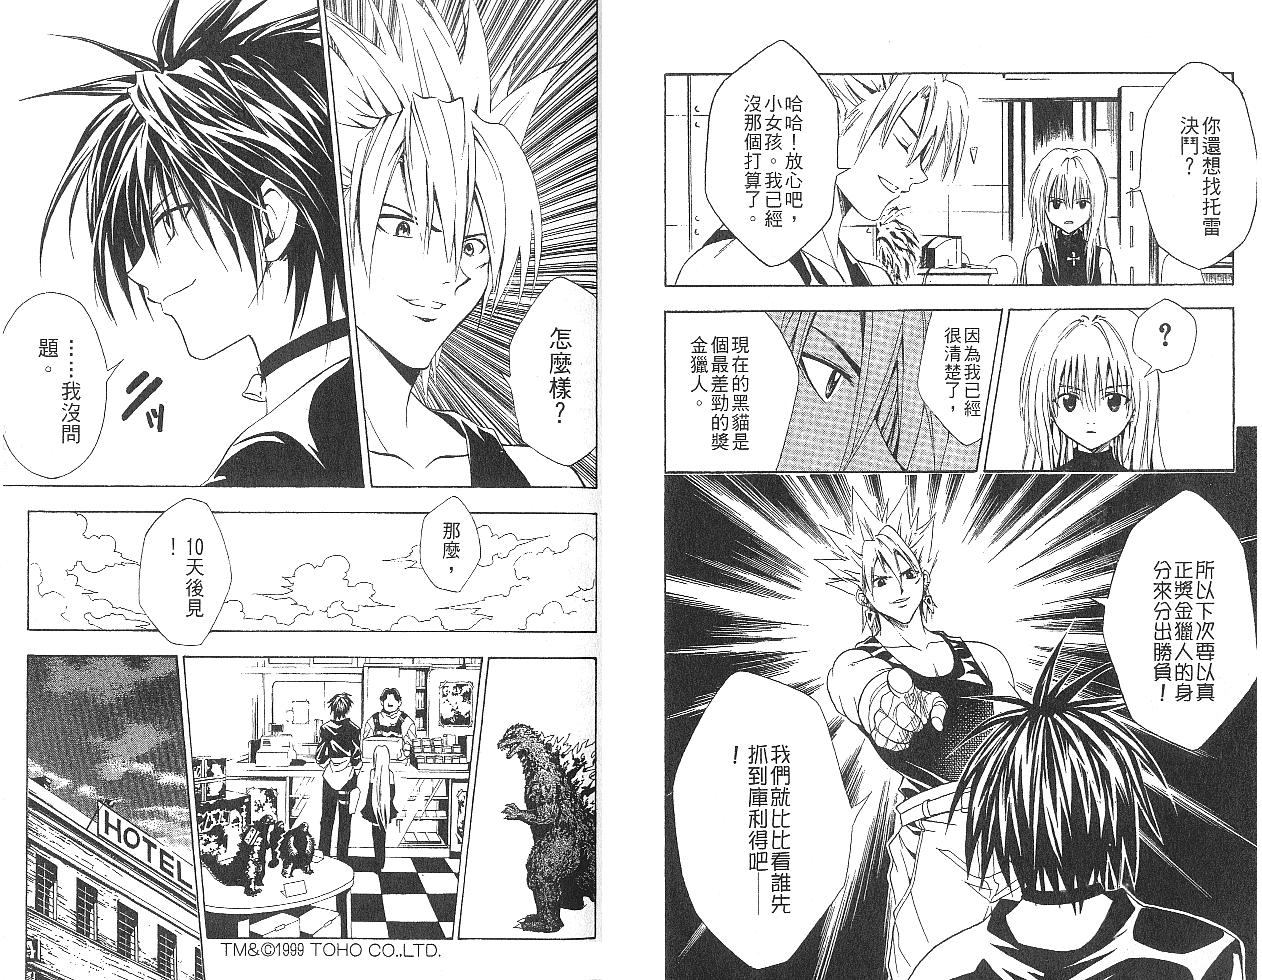 你還想找托雷
決鬥？
哈哈！放心吧，
小女孩。我已經
沒那個打算了。
？
因為我已經
很清楚了，
現在的黑貓是
個最差勁的獎
金獵人。
所以下次要以真
正獎金獵人的身
分來分出勝負！
我們就比比看誰先
抓到庫利得吧——
！
怎麼樣？
……我沒問
題。
那麼，
10天後見
！
HOTEL
TM&©1999 TOHO CO.,LTD.